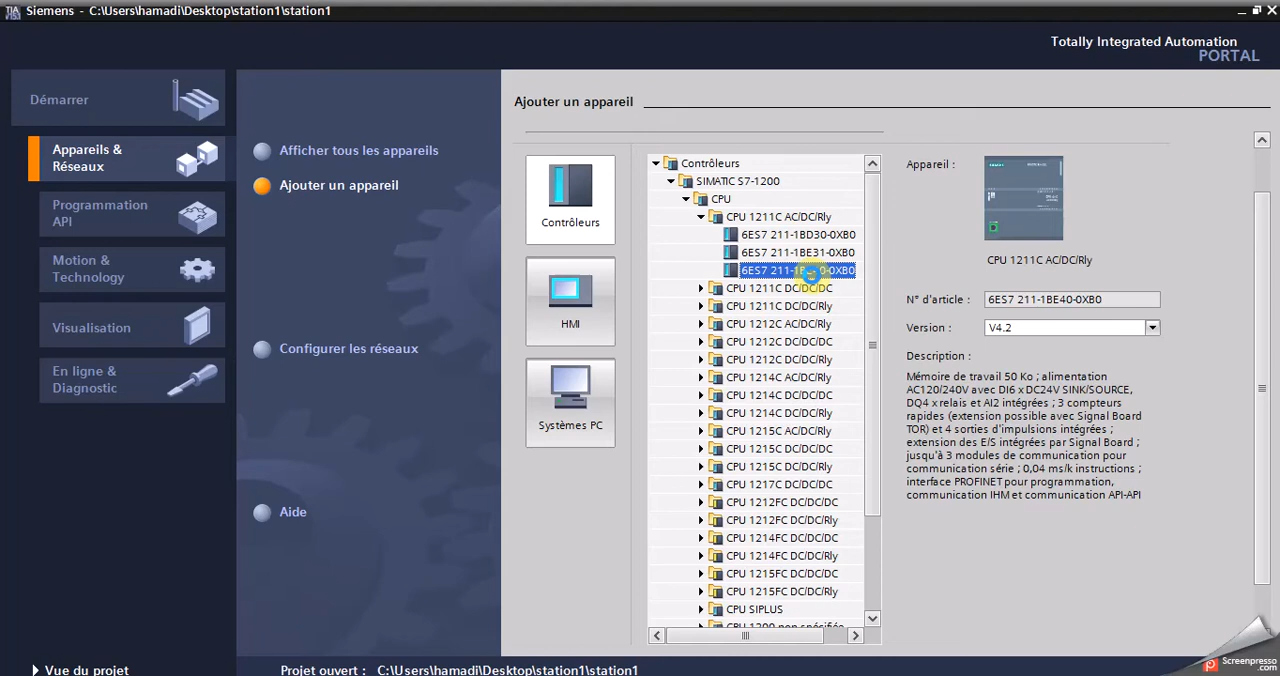 Siemens - C:\Users\hamadi\Desktop\station1\station1
Totally Integrated Automation
PORTAL
Démarrer
Appareils &
Réseaux
Programmation
API
Motion &
Technology
Visualisation
En ligne &
Diagnostic
Vue du projet
Afficher tous les appareils
Ajouter un appareil
Configurer les réseaux
Aide
Ajouter un appareil
Contrôleurs
HMI
Systèmes PC
Contrôleurs
SIMATIC S7-1200
CPU
CPU 1211C AC/DC/Rly
6ES7 211-1BD30-0XB0
6ES7 211-1BE31-0XB0
6ES7 211-1BE40-0XB0
CPU 1211C DC/DC/DC
CPU 1211C DC/DC/Rly
CPU 1212C AC/DC/Rly
CPU 1212C DC/DC/DC
CPU 1212C DC/DC/Rly
CPU 1214C AC/DC/Rly
CPU 1214C DC/DC/DC
CPU 1214C DC/DC/Rly
CPU 1215C AC/DC/Rly
CPU 1215C DC/DC/DC
CPU 1215C DC/DC/Rly
CPU 1217C DC/DC/DC
CPU 1212FC DC/DC/DC
CPU 1212FC DC/DC/Rly
CPU 1214FC DC/DC/DC
CPU 1214FC DC/DC/Rly
CPU 1215FC DC/DC/DC
CPU 1215FC DC/DC/Rly
CPU SIPLUS
CPU 1200 non spécifiée
Appareil :
CPU 1211C AC/DC/Rly
N° d'article : 6ES7 211-1BE40-0XB0
Version : V4.2
Description :
Mémoire de travail 50 Ko ; alimentation
AC120/240V avec DI6 x DC24V SINK/SOURCE,
DQ4 x relais et AI2 intégrées ; 3 compteurs
rapides (extension possible avec Signal Board
TOR) et 4 sorties d'impulsions intégrées ;
extension des E/S intégrées par Signal Board ;
jusqu'à 3 modules de communication pour
communication série ; 0,04 ms/k instructions ;
interface PROFINET pour programmation,
communication IHM et communication API-API
Projet ouvert : C:\Users\hamadi\Desktop\station1\station1
Screenpresso
.com